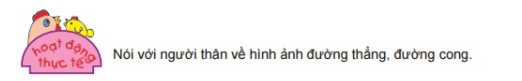 hoạt động
thực tế
Nói với người thân về hình ảnh đường thẳng, đường cong.